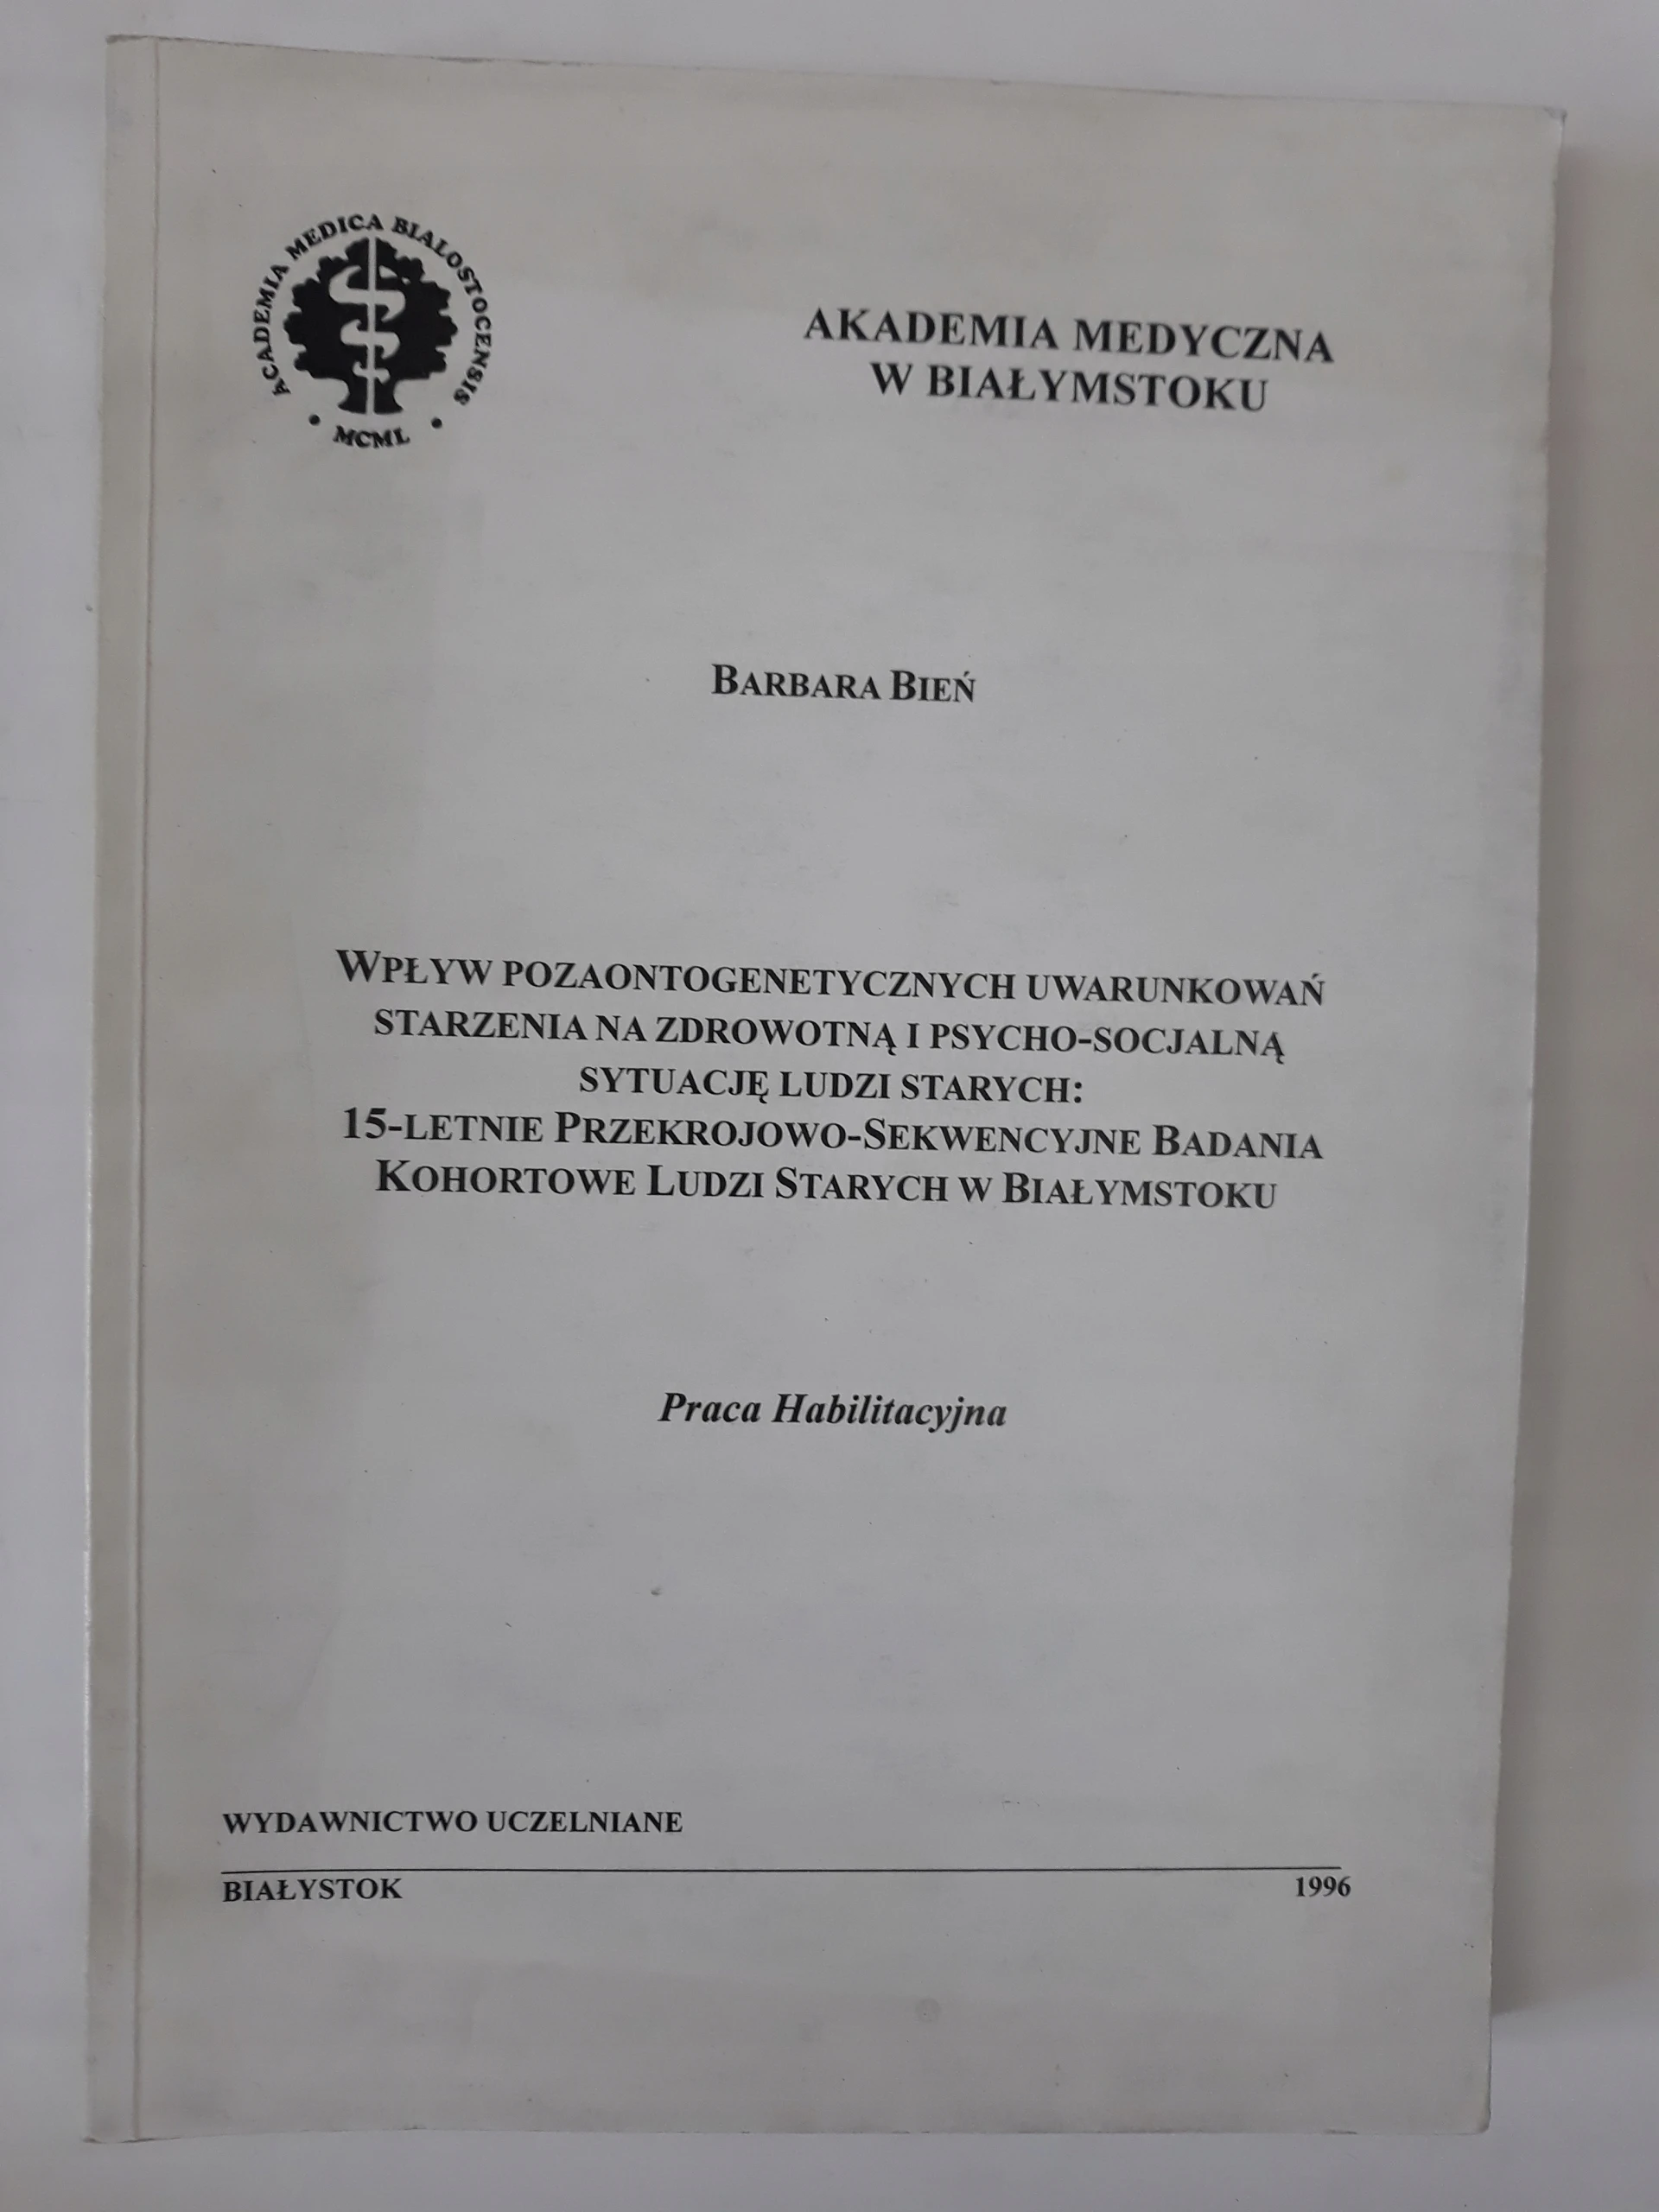 ACADEMIA MEDICA BIALOSTOCENSIS
• MCML •
AKADEMIA MEDYCZNA
W BIAŁYMSTOKU
BARBARA BIEŃ
WPŁYW POZAONTOGENETYCZNYCH UWARUNKOWAŃ
STARZENIA NA ZDROWOTNĄ I PSYCHO-SOCJALNĄ
SYTUACJĘ LUDZI STARYCH:
15-LETNIE PRZEKROJOWO-SEKWENCYJNE BADANIA
KOHORTOWE LUDZI STARYCH W BIAŁYMSTOKU
Praca Habilitacyjna
WYDAWNICTWO UCZELNIANE
BIAŁYSTOK 1996